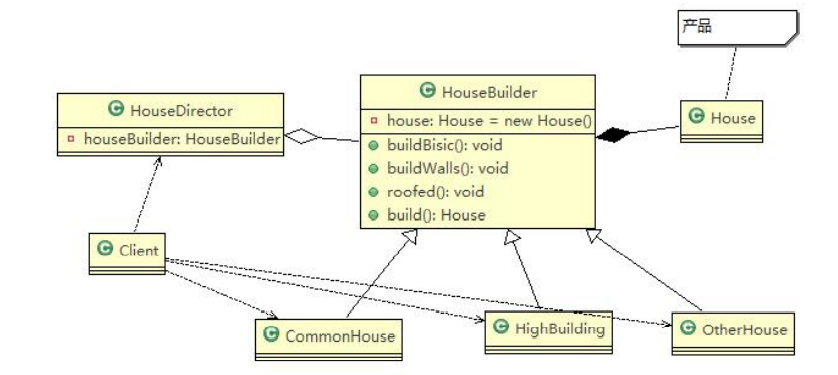 产品
HouseBuilder
HouseDirector
house: House = new House()
House
houseBuilder: HouseBuilder
buildBisic(): void
buildWalls(): void
roofed(): void
build(): House
Client
CommonHouse
HighBuilding
OtherHouse